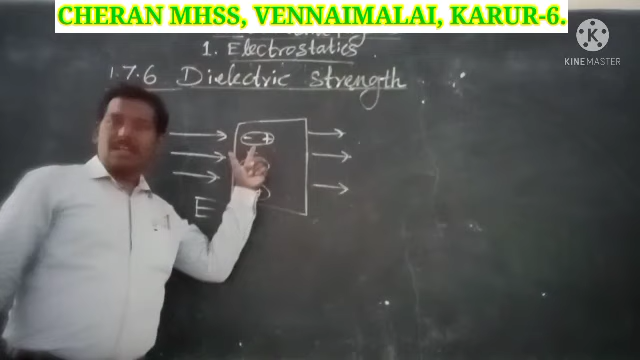 CHERAN MHSS, VENNAIMALAI, KARUR-6.
K
KINEMASTER
1. Electrostatics
1.7.6 Dielectric strength
- +
E